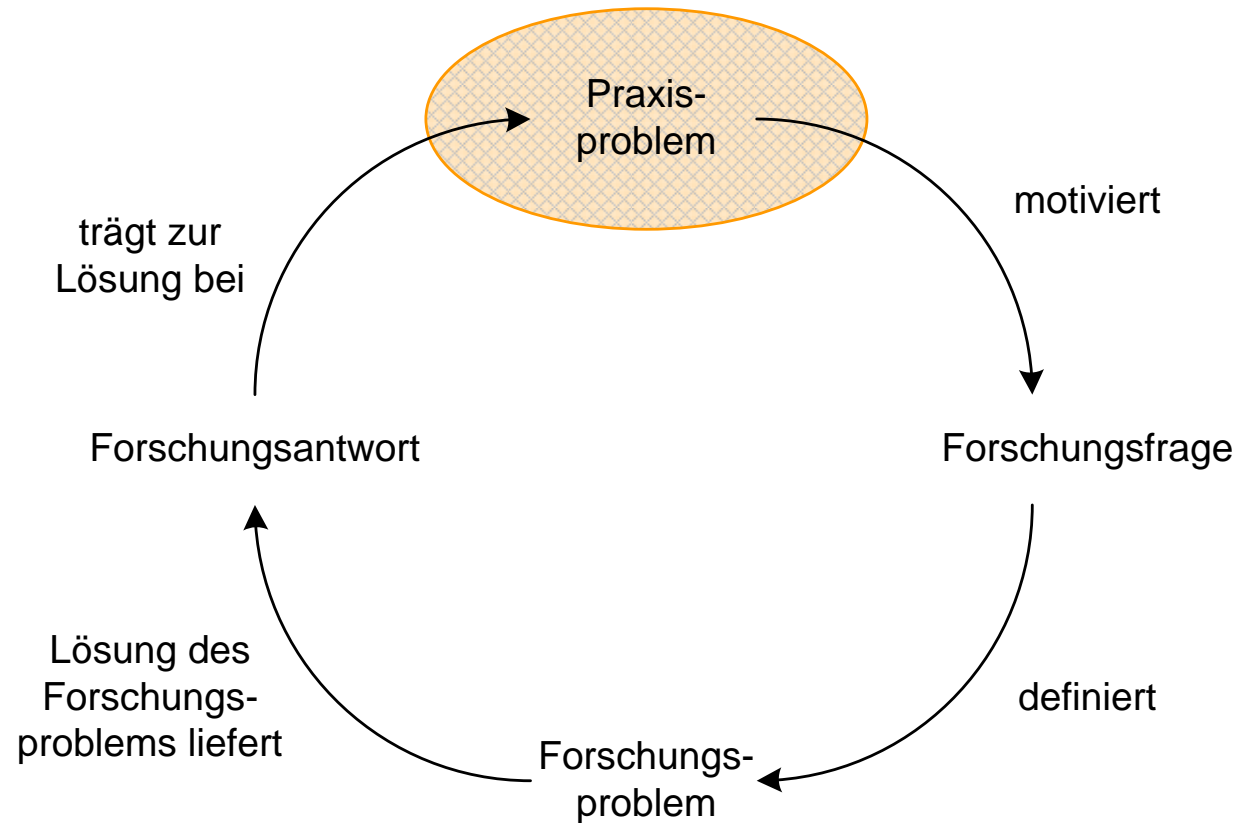 Praxis-
problem
motiviert
Forschungsfrage
definiert
Forschungs-
problem
Lösung des
Forschungs-
problems liefert
Forschungsantwort
trägt zur
Lösung bei